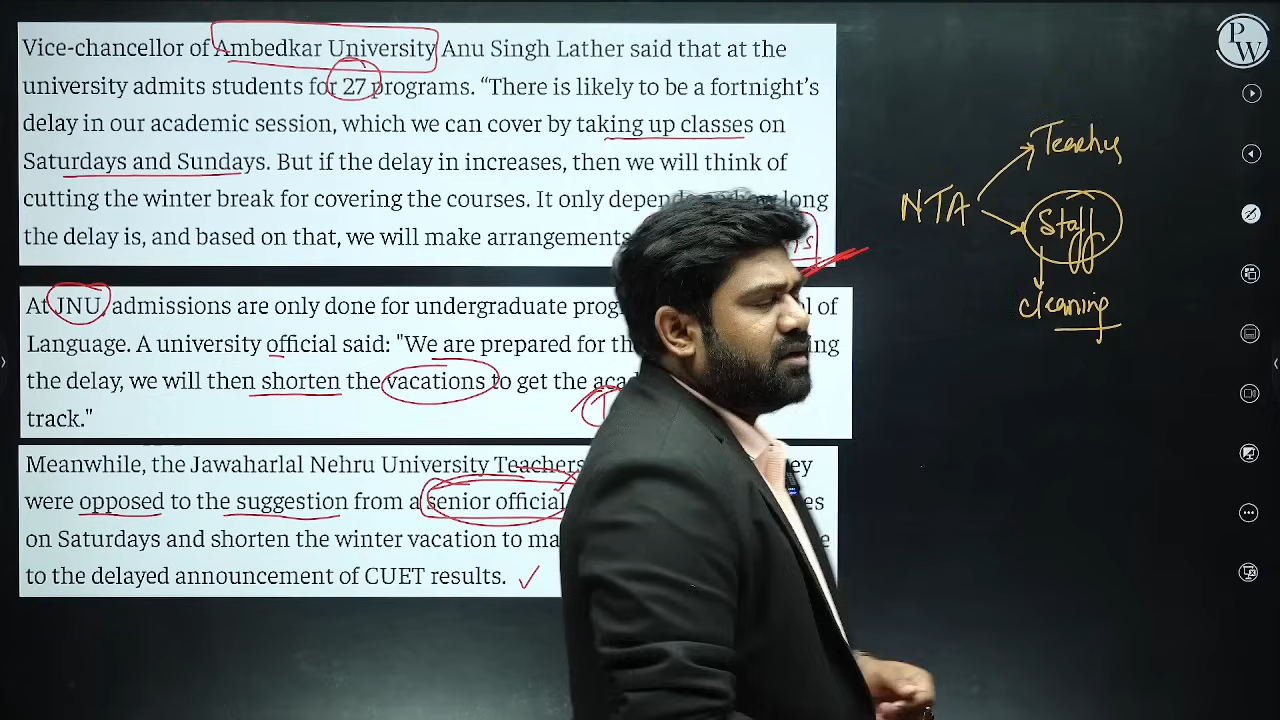 Vice-chancellor of Ambedkar University Anu Singh Lather said that at the
university admits students for 27 programs. “There is likely to be a fortnight’s
delay in our academic session, which we can cover by taking up classes on
Saturdays and Sundays. But if the delay in increases, then we will think of
cutting the winter break for covering the courses. It only depends long
the delay is, and based on that, we will make arrangements
At JNU, admissions are only done for undergraduate of
Language. A university official said: "We are prepared for
the delay, we will then shorten the vacations to get the
track."
Meanwhile, the Jawaharlal Nehru University Teachers
were opposed to the suggestion from a senior official
on Saturdays and shorten the winter vacation to
to the delayed announcement of CUET results.
NTA
Staff
cleaning
PW